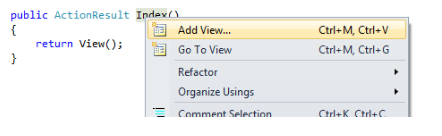 public ActionResult Index()
{
return View();
}
Add View... Ctrl+M, Ctrl+V
Go To View Ctrl+M, Ctrl+G
Refactor
Organize Usings
Comment Selection Ctrl+K, Ctrl+C